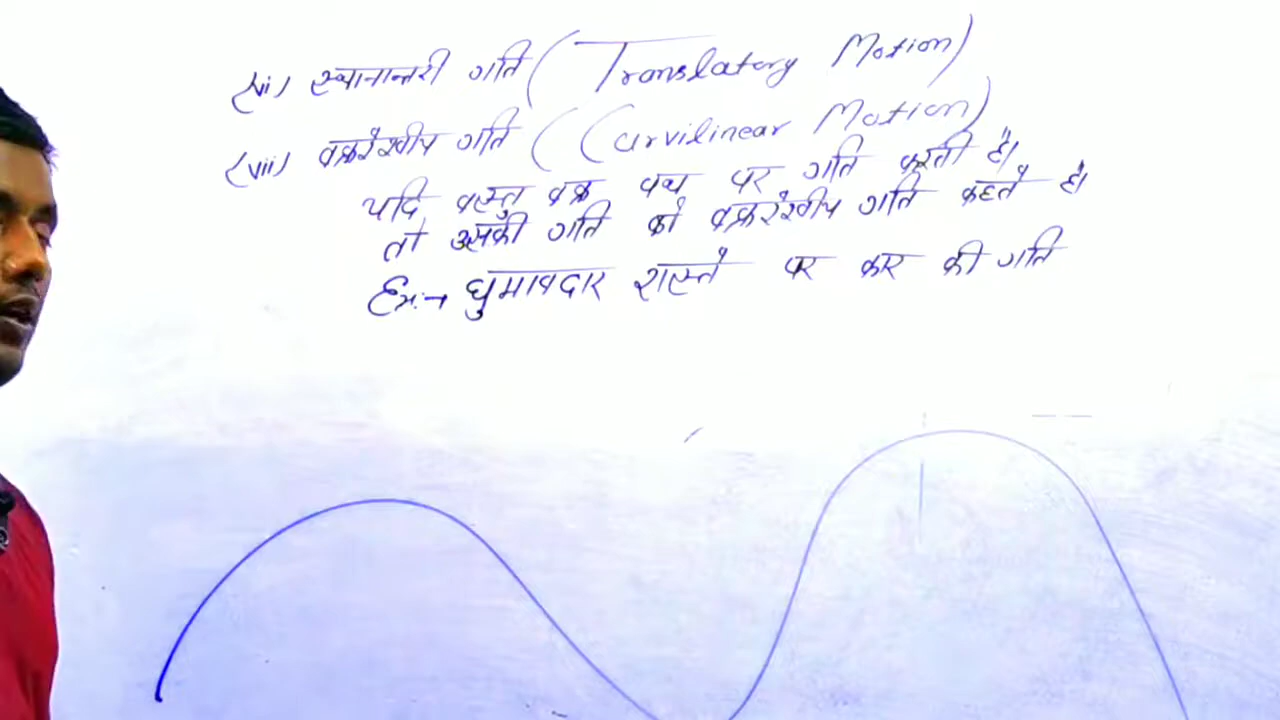 (vi) स्थानान्तरी गति (Translatory Motion)
(vii) वक्ररेखीय गति (Curvilinear Motion)
यदि वस्तु वक्र पथ पर गति करती है।
तो उसकी गति को वक्ररेखीय गति कहते है।
Ex:→ घुमावदार रास्ते पर कार की गति